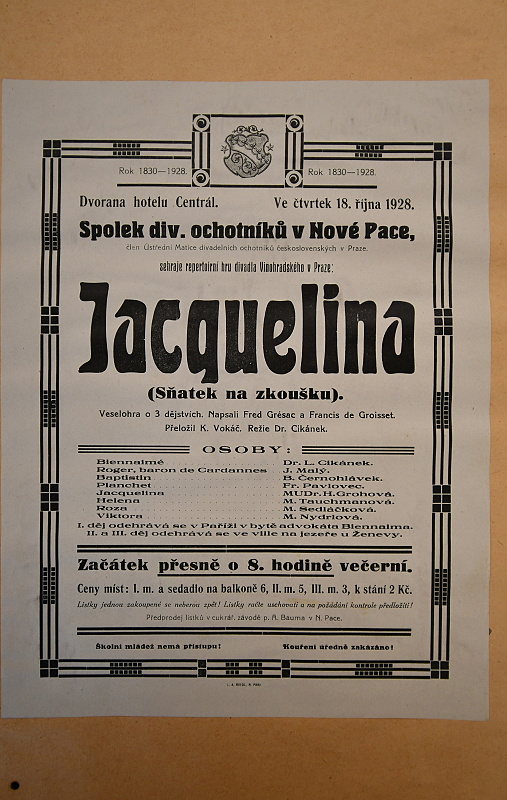 Rok 1830—1928.
Rok 1830—1928.
Dvorana hotelu Centrál. Ve čtvrtek 18. října 1928.
Spolek div. ochotníků v Nové Pace,
člen Ústřední Matice divadelních ochotníků československých v Praze.
sehraje repertoirní hru divadla Vinohradského v Praze:
Jacquelina
(Sňatek na zkoušku).
Veselohra o 3 dějstvích. Napsali Fred Grésac a Francis de Groisset.
Přeložil K. Vokáč. Režie Dr. Cikánek.
OSOBY:
Biennaimé Dr. L. Cikánek.
Roger, baron de Cardannes J. Malý.
Baptistin B. Černohlávek.
Planchet Fr. Pavlovec.
Jacquelina MUDr. H. Grohová.
Helena M. Tauchmanová.
Roza M. Sedláčková.
Viktora M. Nydrlová.
I. děj odehrává se v Paříži v bytě advokáta Biennaima.
II. a III. děj odehrává se ve ville na jezeře u Ženevy.
Začátek přesně o 8. hodině večerní.
Ceny míst: I. m. a sedadlo na balkoně 6, II. m. 5, III. m. 3, k stání 2 Kč.
Lístky jednou zakoupené se neberou zpět! Lístky račte uschovati a na požádání kontrole předložiti!
Předprodej lístků v cukrář. závodě p. A. Bauma v N. Pace.
Školní mládež nemá přístupu! Kouření úředně zakázáno!